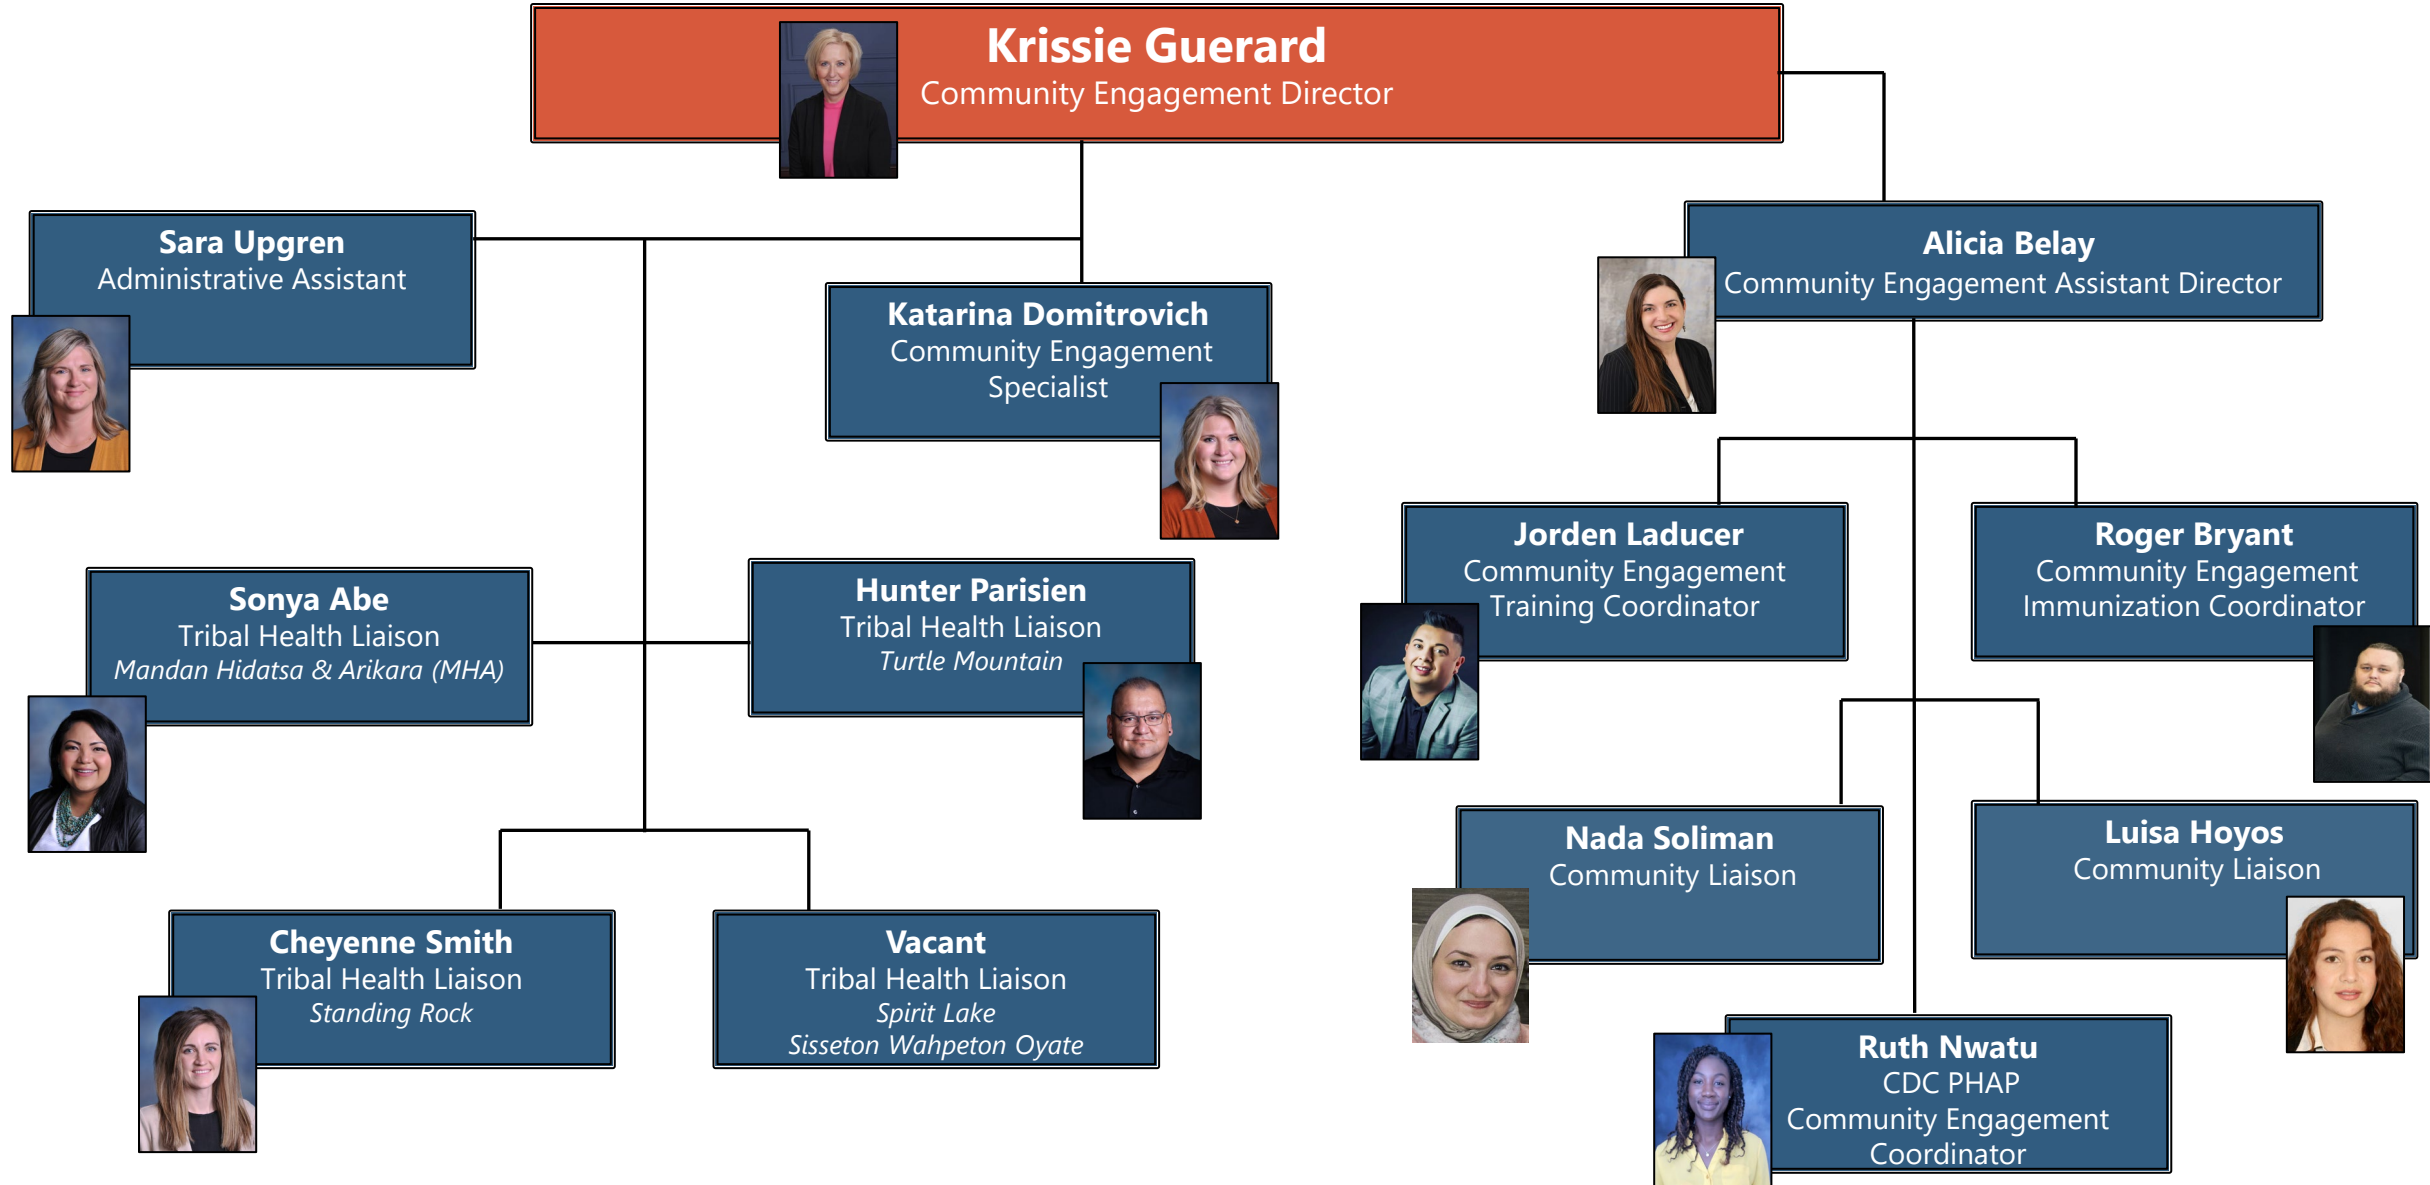 Krissie Guerard
Community Engagement Director
Sara Upgren
Administrative Assistant
Katarina Domitrovich
Community Engagement
Specialist
Alicia Belay
Community Engagement Assistant Director
Sonya Abe
Tribal Health Liaison
Mandan Hidatsa & Arikara (MHA)
Hunter Parisien
Tribal Health Liaison
Turtle Mountain
Jorden Laducer
Community Engagement
Training Coordinator
Roger Bryant
Community Engagement
Immunization Coordinator
Cheyenne Smith
Tribal Health Liaison
Standing Rock
Vacant
Tribal Health Liaison
Spirit Lake
Sisseton Wahpeton Oyate
Nada Soliman
Community Liaison
Luisa Hoyos
Community Liaison
Ruth Nwatu
CDC PHAP
Community Engagement
Coordinator